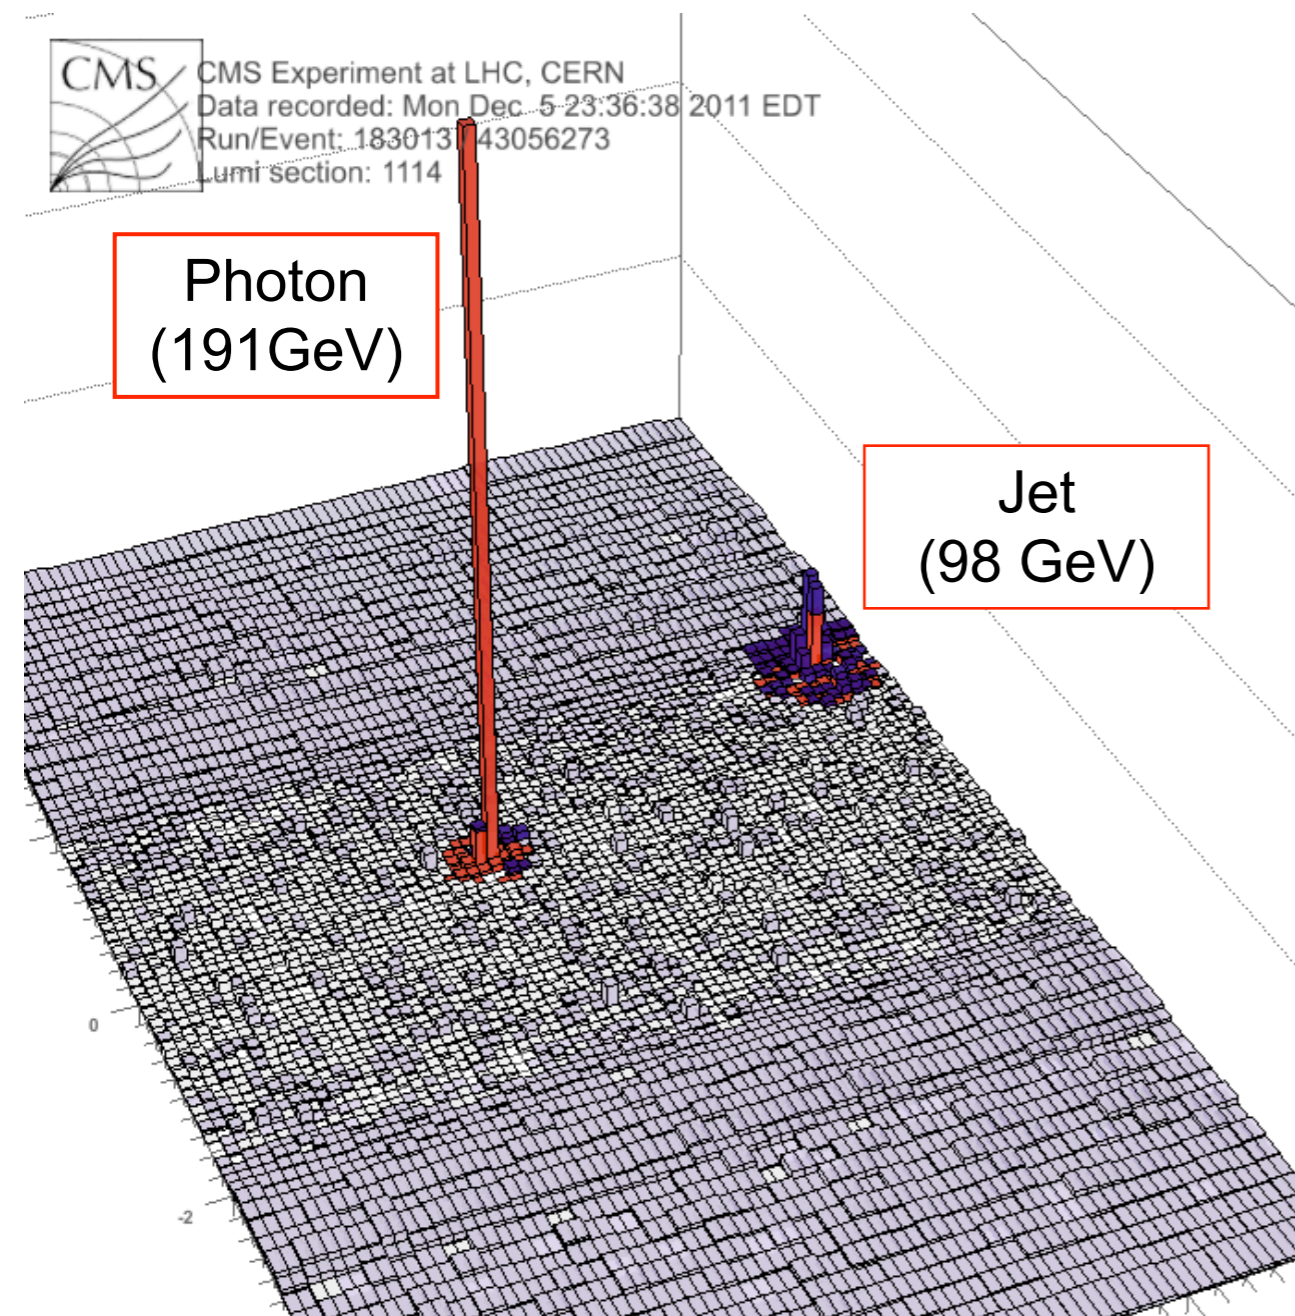 CMS
CMS Experiment at LHC, CERN
Data recorded: Mon Dec 5 23:36:38 2011 EDT
Run/Event: 183013 43056273
Lumi section: 1114
Photon
(191GeV)
Jet
(98 GeV)
0
-2